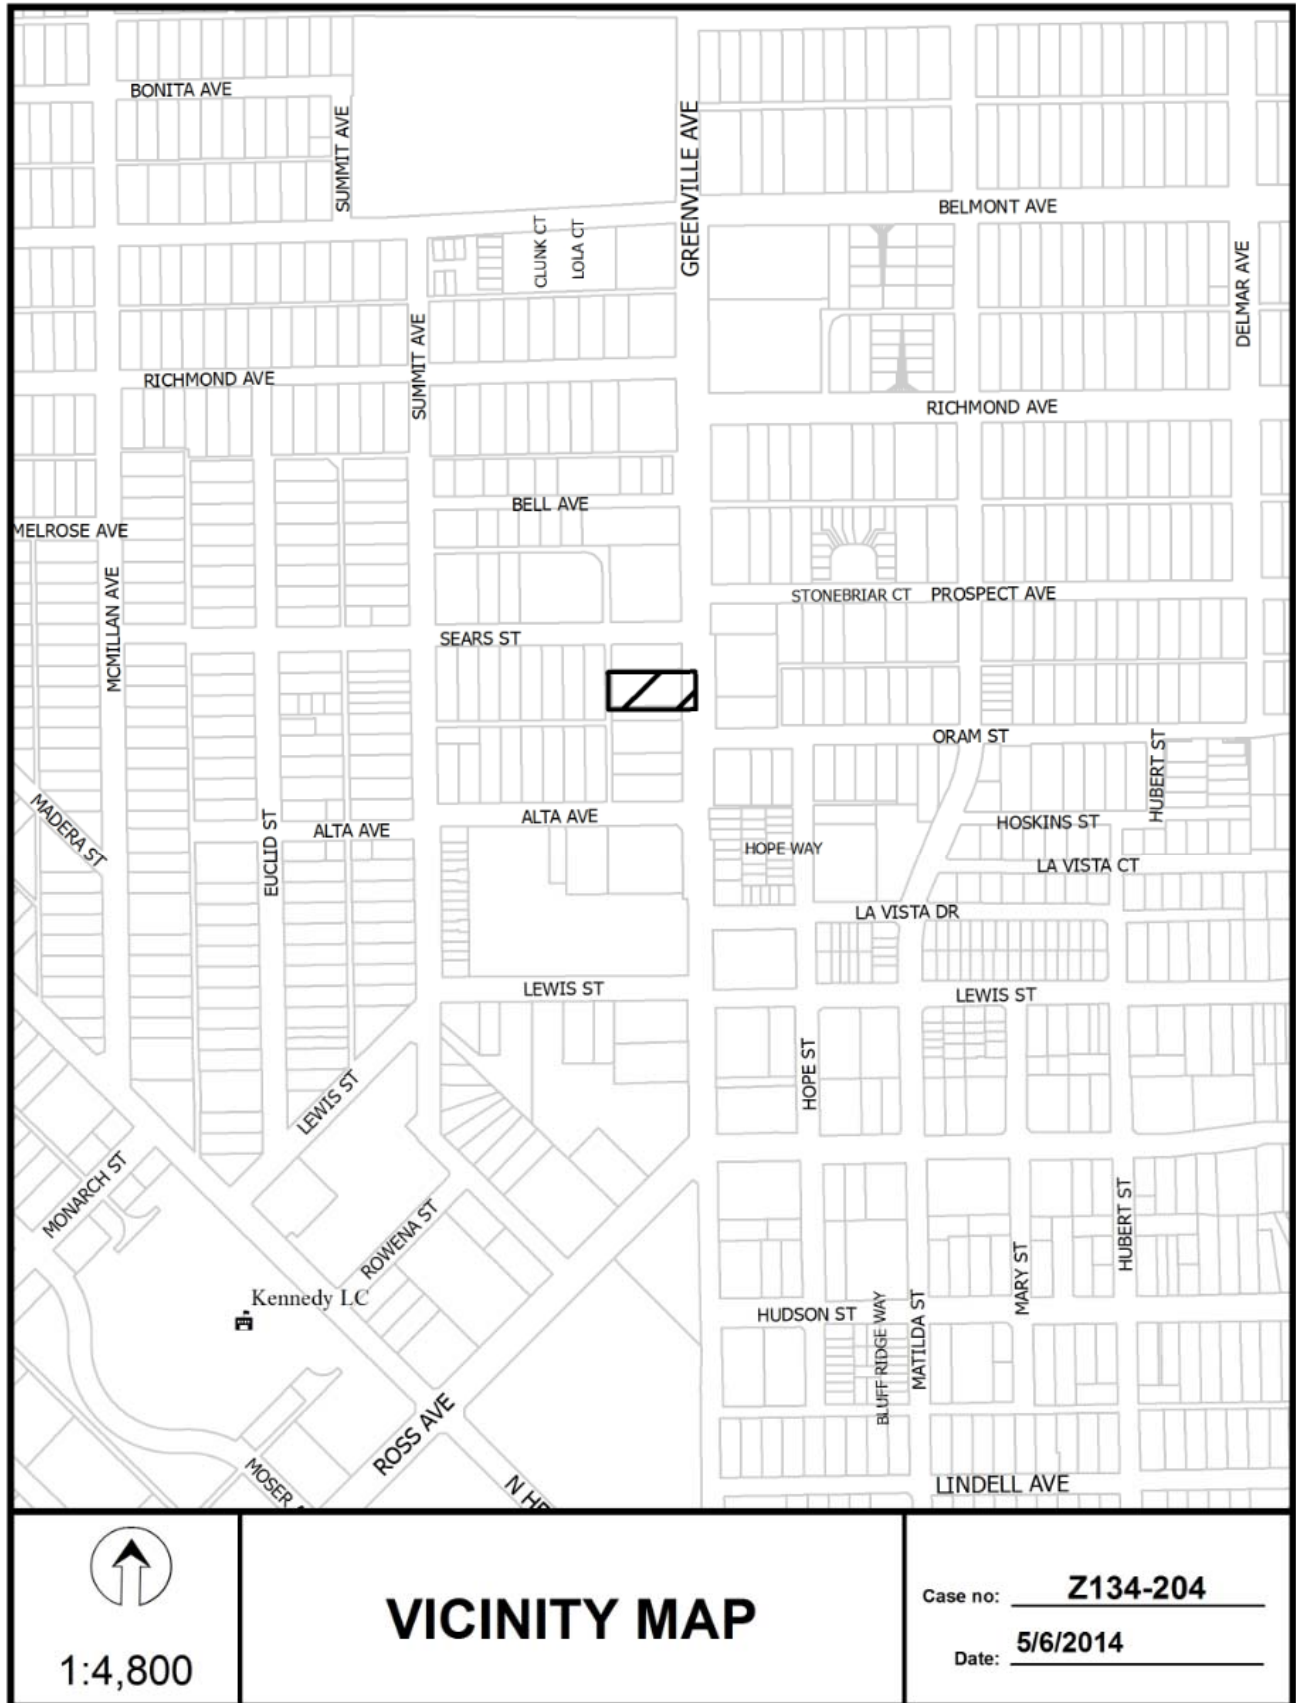 BONITA AVE
SUMMIT AVE
GREENVILLE AVE
BELMONT AVE
CLUNK CT
LOLA CT
DELMAR AVE
SUMMIT AVE
RICHMOND AVE
RICHMOND AVE
BELL AVE
MELROSE AVE
MCMILLAN AVE
STONEBRIAR CT
PROSPECT AVE
SEARS ST
ORAM ST
HUBERT ST
MADERA ST
EUCLID ST
ALTA AVE
ALTA AVE
HOSKINS ST
HOPE WAY
LA VISTA CT
LA VISTA DR
LEWIS ST
LEWIS ST
HOPE ST
LEWIS ST
MONARCH ST
ROWENA ST
HUBERT ST
MARY ST
Kennedy LC
HUDSON ST
BLUFF RIDGE WAY
MATILDA ST
ROSS AVE
MOSER
N
LINDELL AVE
1:4,800
VICINITY MAP
Case no: Z134-204
Date: 5/6/2014